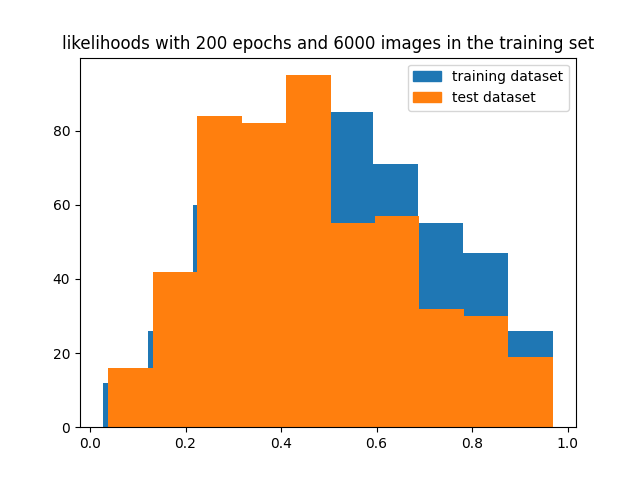 likelihoods with 200 epochs and 6000 images in the training set
training dataset
test dataset
80
60
40
20
0
0.0 0.2 0.4 0.6 0.8 1.0